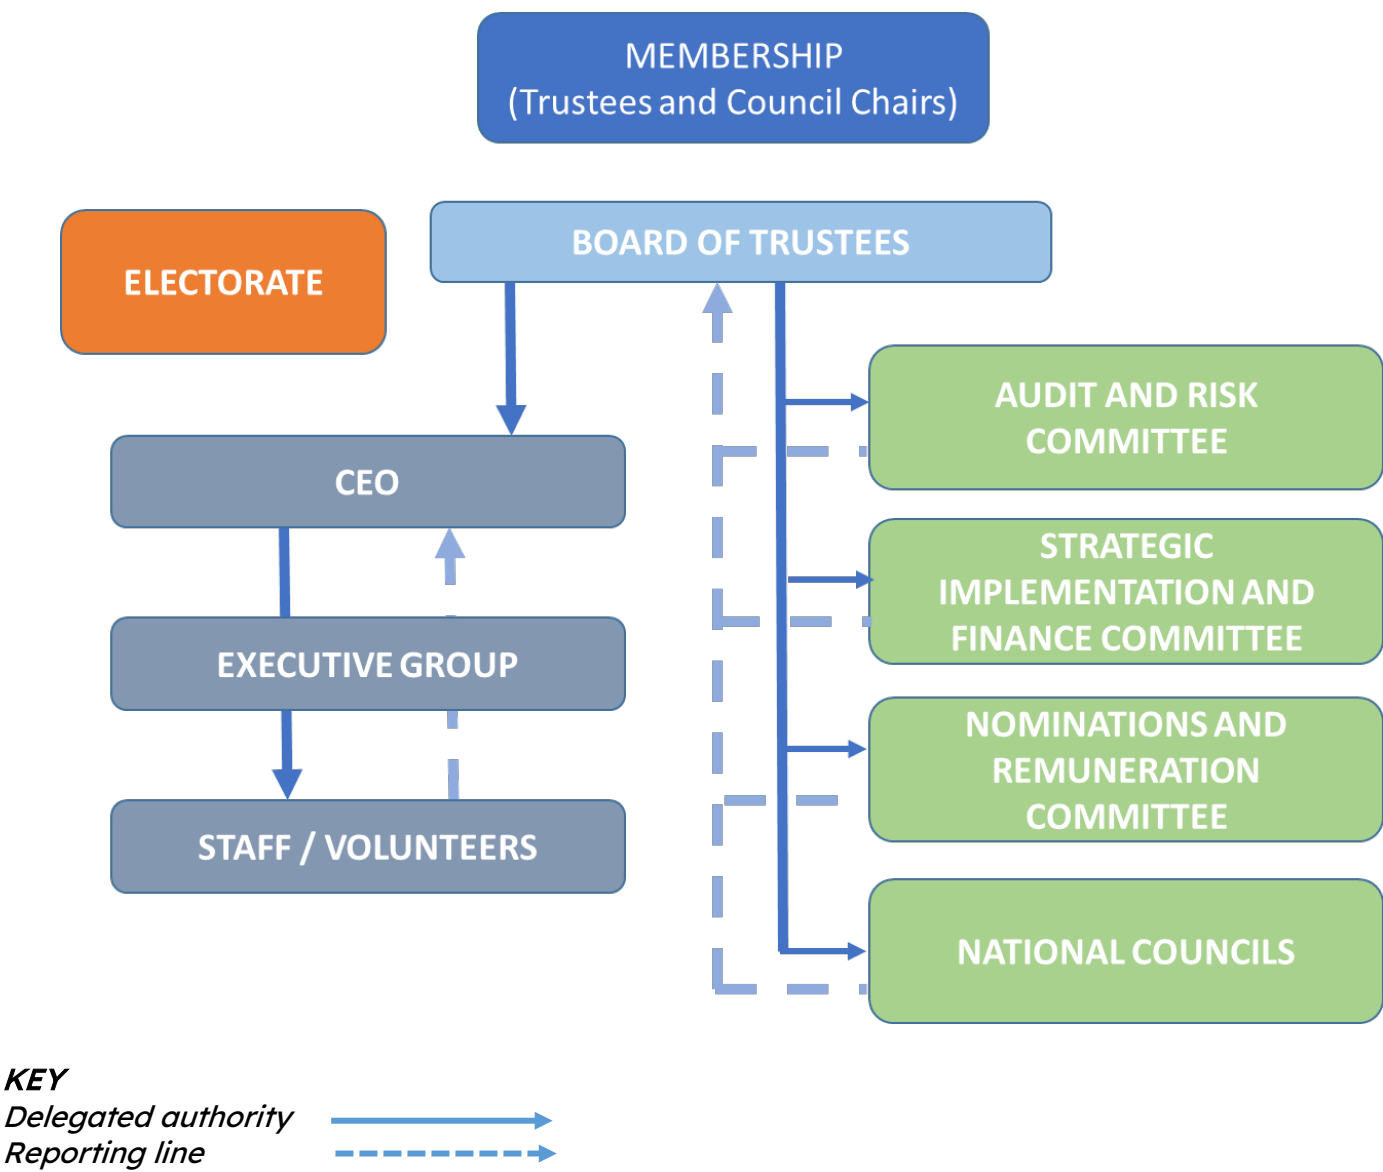 MEMBERSHIP
(Trustees and Council Chairs)
ELECTORATE
BOARD OF TRUSTEES
AUDIT AND RISK
COMMITTEE
CEO
STRATEGIC
IMPLEMENTATION AND
FINANCE COMMITTEE
EXECUTIVE GROUP
NOMINATIONS AND
REMUNERATION
COMMITTEE
STAFF / VOLUNTEERS
NATIONAL COUNCILS
KEY
Delegated authority
Reporting line